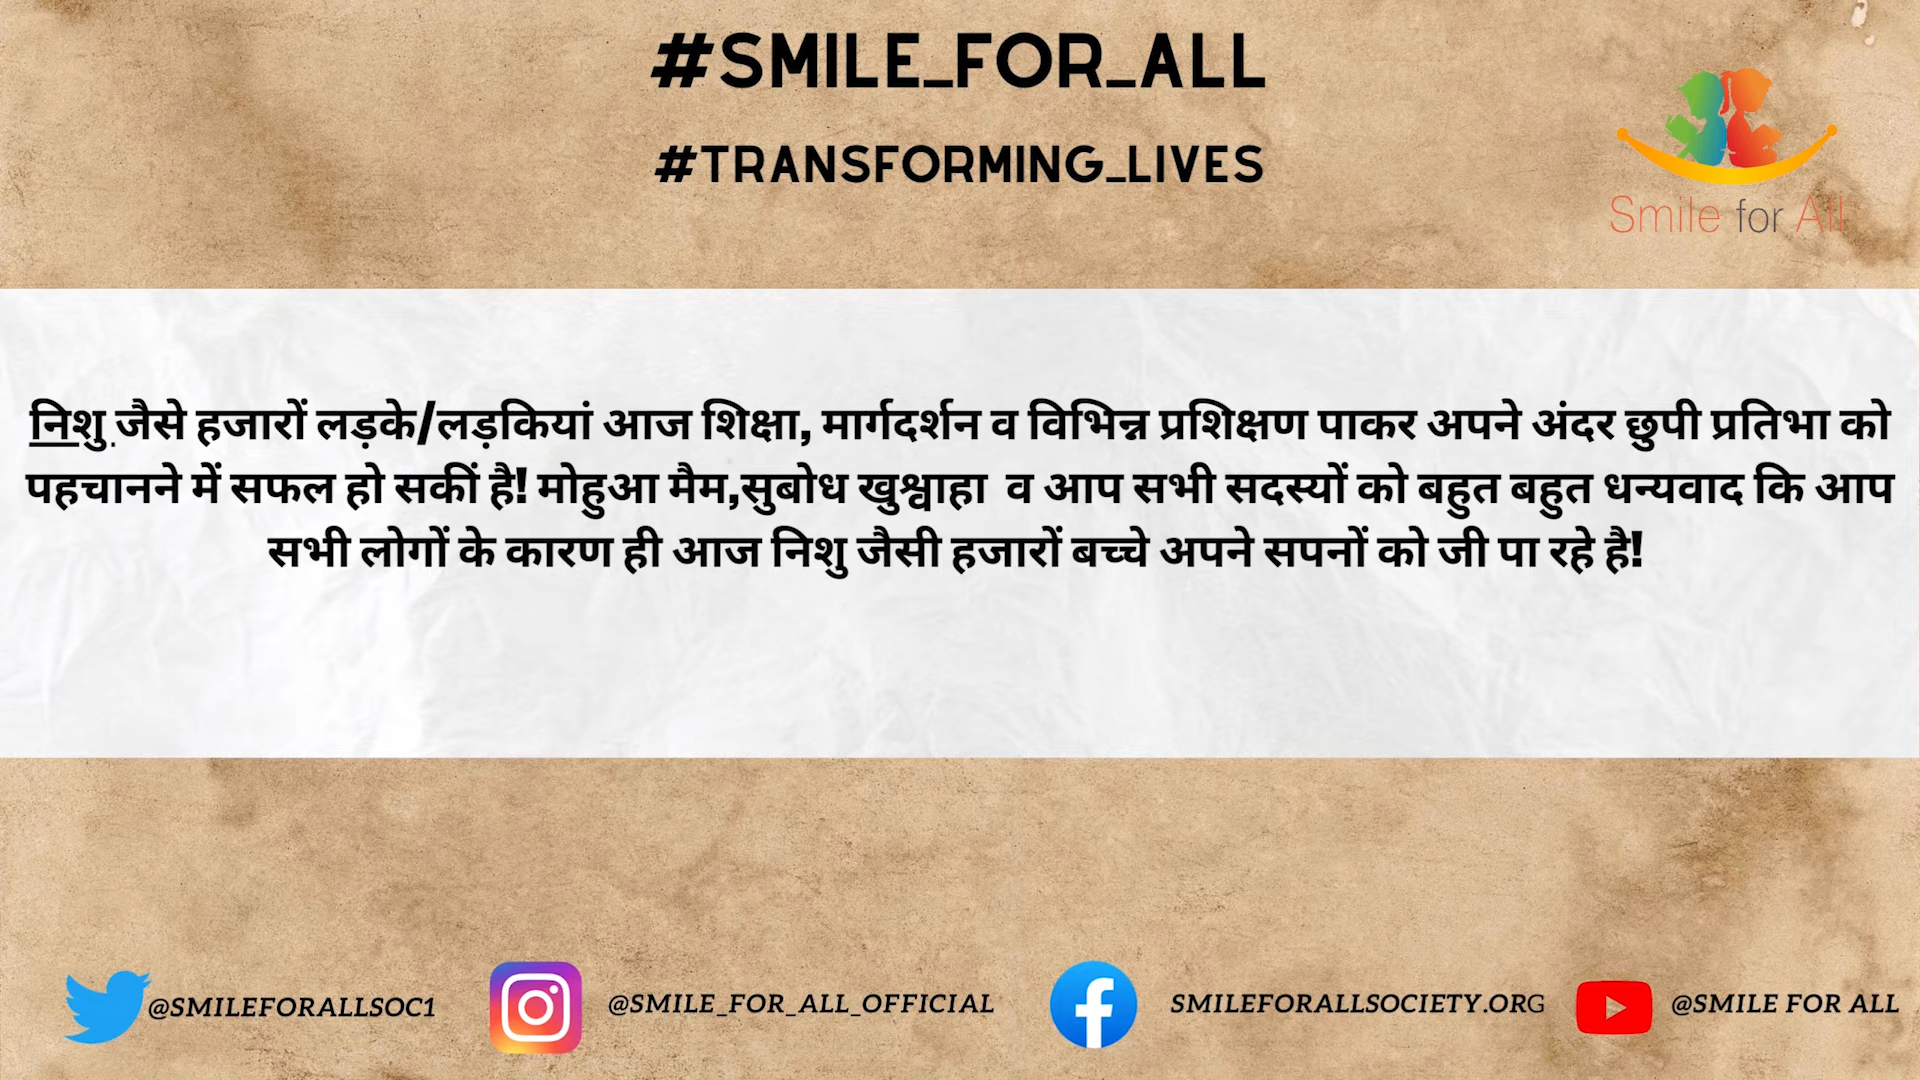 #SMILE_FOR_ALL
#TRANSFORMING_LIVES
Smile for All
निशु जैसे हजारों लड़के/लड़कियां आज शिक्षा, मार्गदर्शन व विभिन्न प्रशिक्षण पाकर अपने अंदर छुपी प्रतिभा को
पहचानने में सफल हो सकीं है! मोहुआ मैम,सुबोध खुश्वाहा व आप सभी सदस्यों को बहुत बहुत धन्यवाद कि आप
सभी लोगों के कारण ही आज निशु जैसी हजारों बच्चे अपने सपनों को जी पा रहे है!
@SMILEFORALLSOC1
@SMILE_FOR_ALL_OFFICIAL
SMILEFORALLSOCIETY.ORG
@SMILE FOR ALL